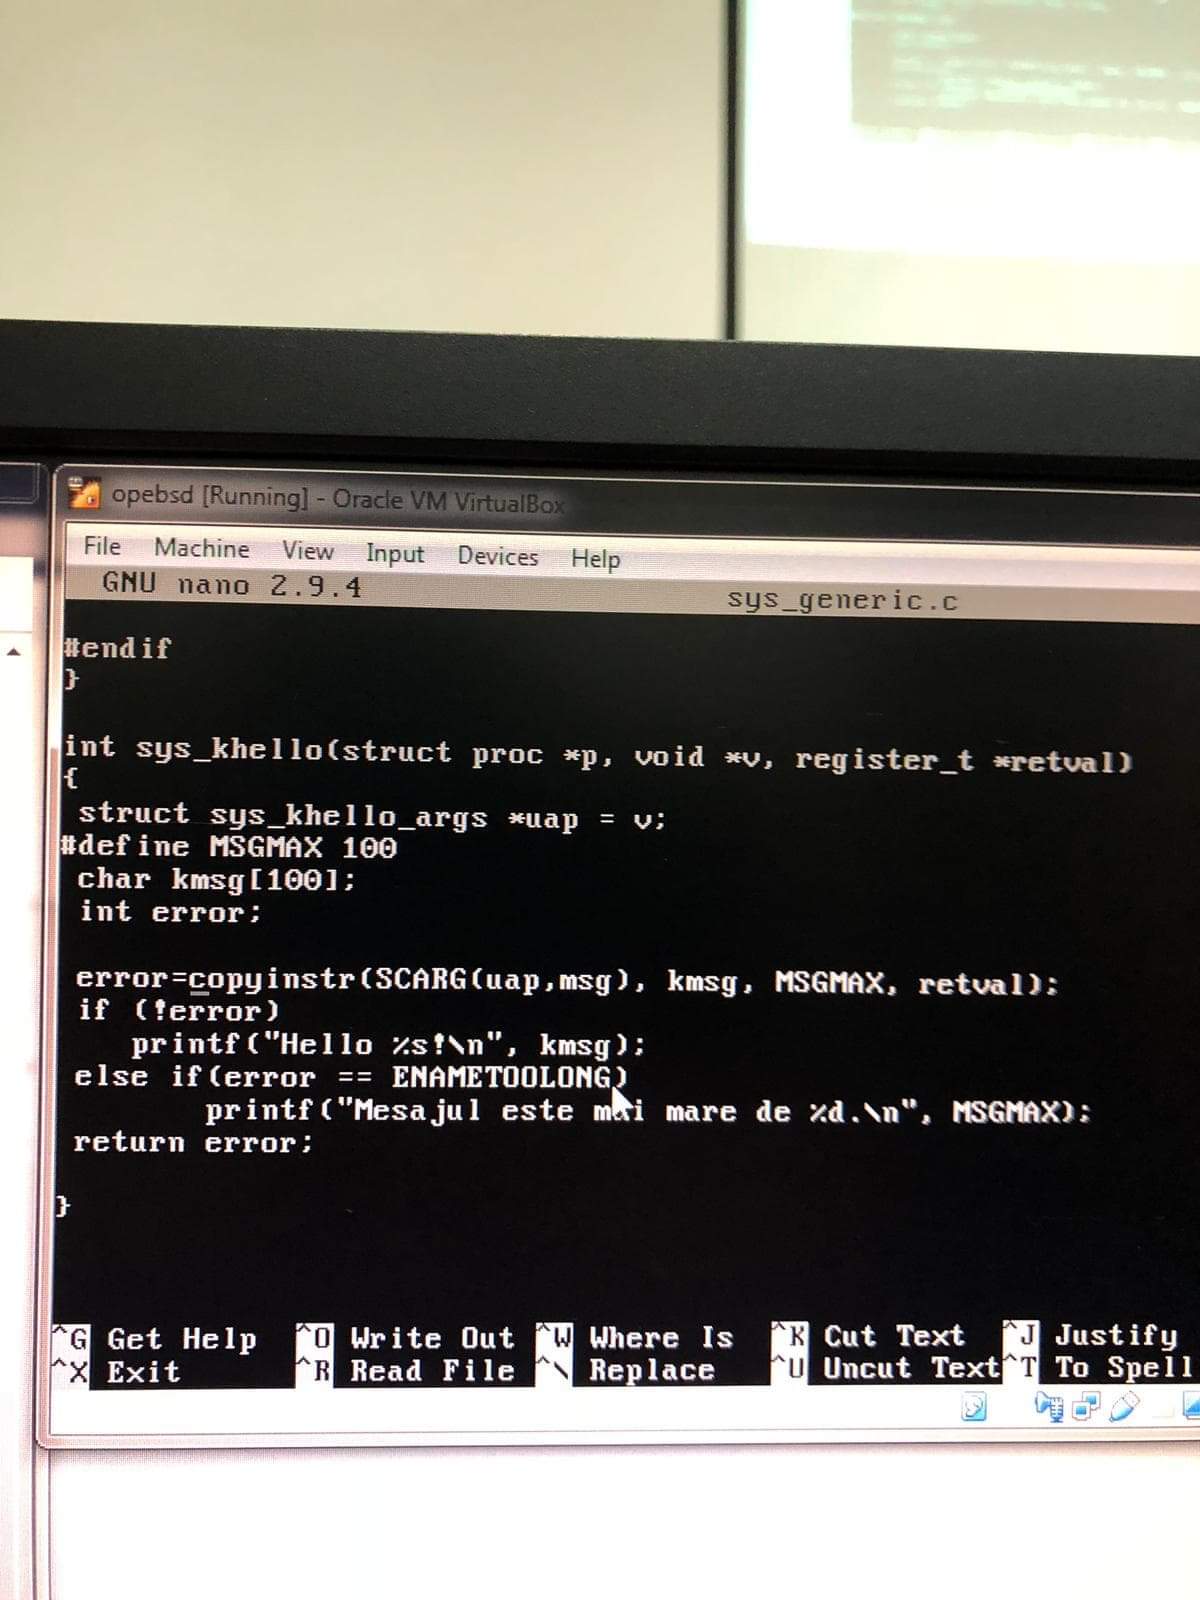 opebsd [Running] - Oracle VM VirtualBox
File Machine View Input Devices Help
GNU nano 2.9.4 sys_generic.c
#endif
}
int sys_khello(struct proc *p, void *v, register_t *retval)
{
struct sys_khello_args *uap = v;
#define MSGMAX 100
char kmsg[100];
int error;
error=copyinstr(SCARG(uap,msg), kmsg, MSGMAX, retval);
if (!error)
printf("Hello %s!\n", kmsg);
else if(error == ENAMETOOLONG)
printf("Mesajul este mai mare de %d.\n", MSGMAX);
return error;
}
^G Get Help ^O Write Out ^W Where Is ^K Cut Text ^J Justify
^X Exit ^R Read File ^\ Replace ^U Uncut Text ^T To Spell